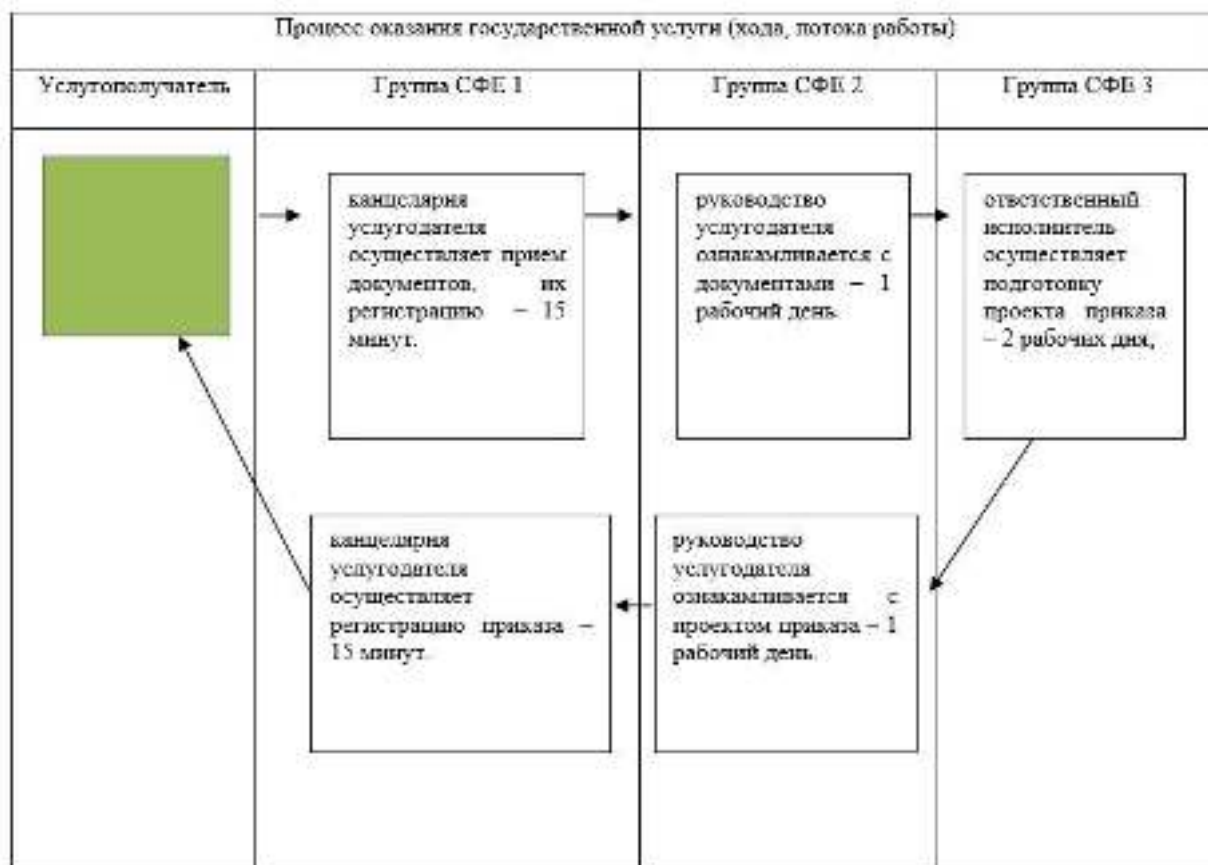 Процесс оказания государственной услуги (хода, потока работы)
Услугополучатель
Группа СФЕ 1
Группа СФЕ 2
Группа СФЕ 3
канцелярия
услугодателя
осуществляет прием
документов, их
регистрацию – 15
минут.
руководство
услугодателя
ознакамливается с
документами – 1
рабочий день.
ответственный
исполнитель
осуществляет
подготовку
проекта приказа
– 2 рабочих дня;
канцелярия
услугодателя
осуществляет
регистрацию приказа –
15 минут.
руководство
услугодателя
ознакамливается с
проектом приказа – 1
рабочий день.